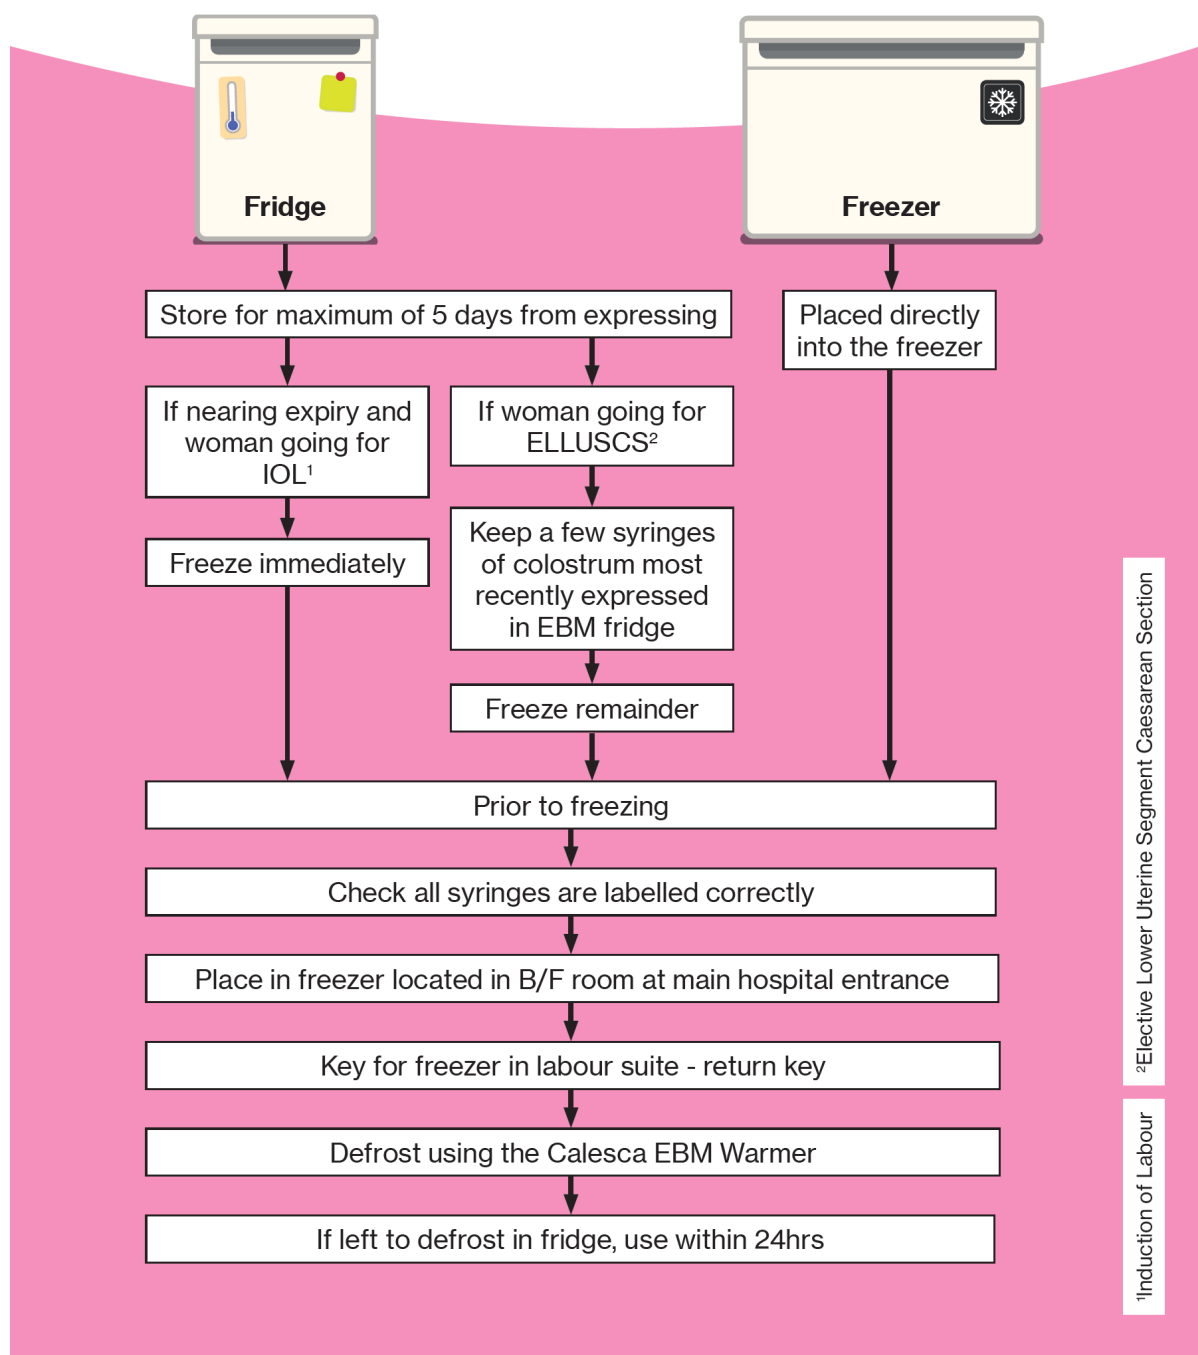 Fridge
Freezer
Store for maximum of 5 days from expressing
Placed directly
into the freezer
If nearing expiry and
woman going for
IOL¹
If woman going for
ELLUSCS²
Freeze immediately
Keep a few syringes
of colostrum most
recently expressed
in EBM fridge
Freeze remainder
Prior to freezing
Check all syringes are labelled correctly
Place in freezer located in B/F room at main hospital entrance
Key for freezer in labour suite - return key
Defrost using the Calesca EBM Warmer
If left to defrost in fridge, use within 24hrs
¹Induction of Labour
²Elective Lower Uterine Segment Caesarean Section